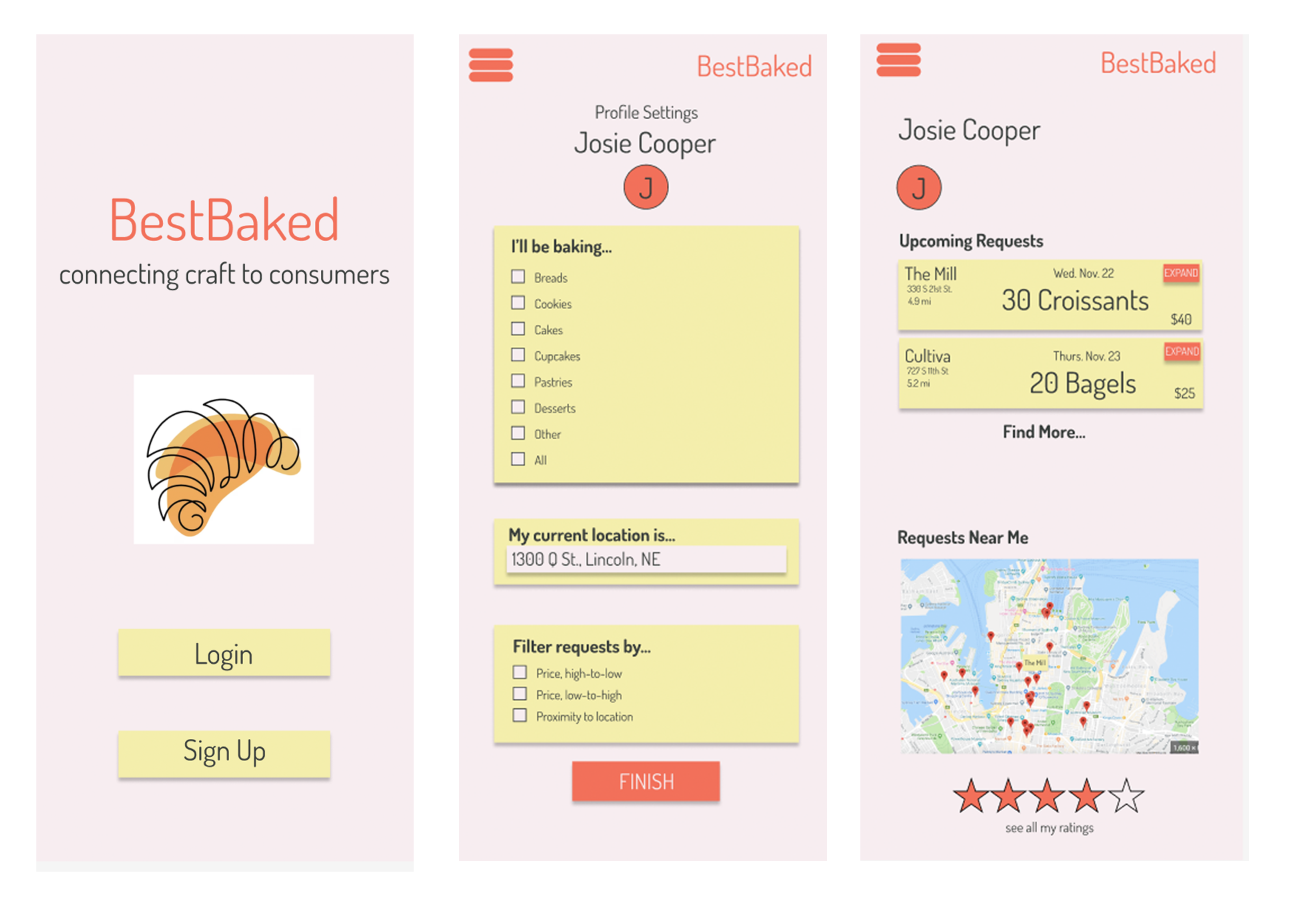 BestBaked
connecting craft to consumers
Login
Sign Up
BestBaked
Profile Settings
Josie Cooper
J
I'll be baking...
Breads
Cookies
Cakes
Cupcakes
Pastries
Desserts
Other
All
My current location is...
1300 Q St., Lincoln, NE
Filter requests by...
Price, high-to-low
Price, low-to-high
Proximity to location
FINISH
BestBaked
Josie Cooper
J
Upcoming Requests
The Mill
330 S 21st St.
4.9 mi
Wed. Nov. 22
30 Croissants
EXPAND
$40
Cultiva
727 S 11th St
5.2 mi
Thurs. Nov. 23
20 Bagels
EXPAND
$25
Find More...
Requests Near Me
The Mill
1,600 ×
see all my ratings